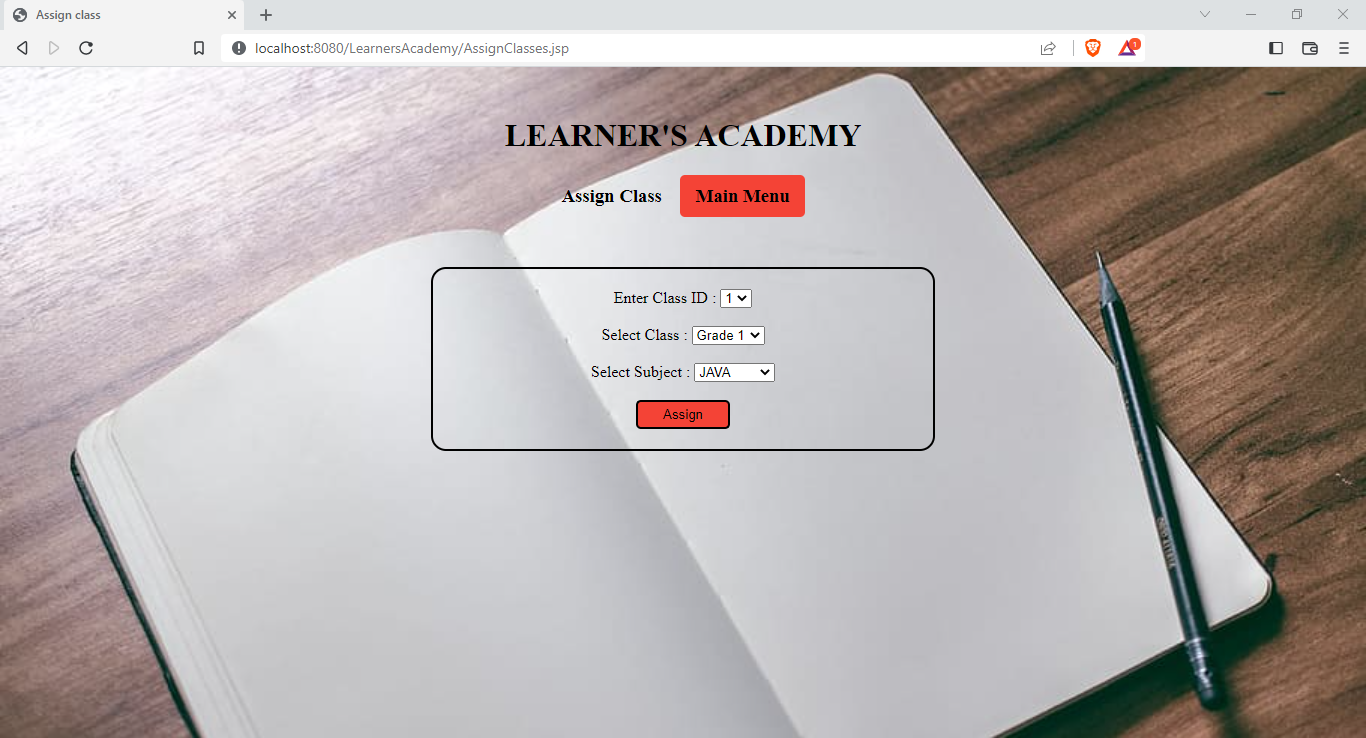 Assign class
localhost:8080/LearnersAcademy/AssignClasses.jsp
1
LEARNER'S ACADEMY
Assign Class Main Menu
Enter Class ID : 1
Select Class : Grade 1
Select Subject : JAVA
Assign